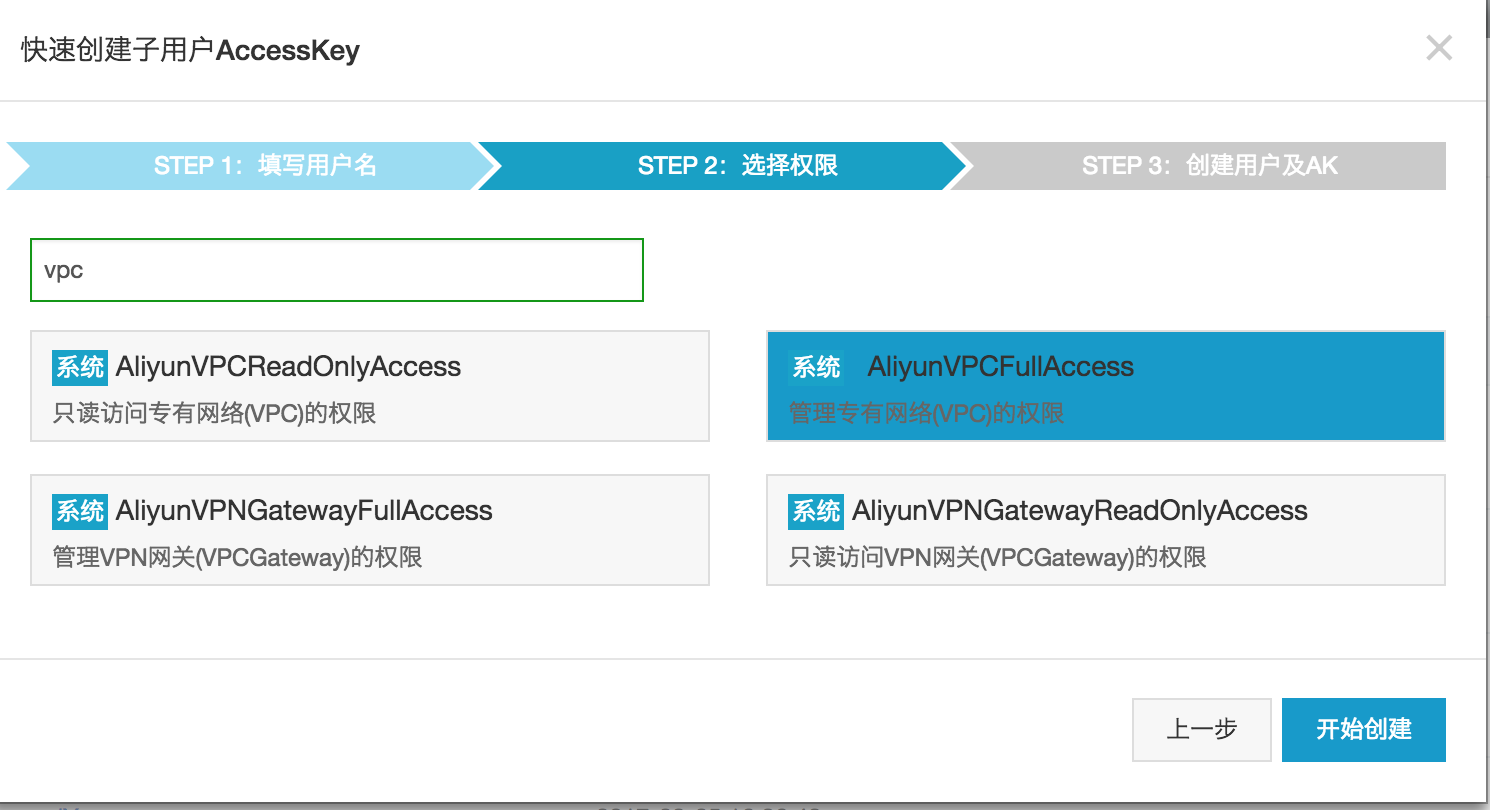 快速创建子用户AccessKey
STEP 1：填写用户名
STEP 2：选择权限
STEP 3：创建用户及AK
vpc
系统 AliyunVPCReadOnlyAccess
只读访问专有网络(VPC)的权限
系统 AliyunVPCFullAccess
管理专有网络(VPC)的权限
系统 AliyunVPNGatewayFullAccess
管理VPN网关(VPCGateway)的权限
系统 AliyunVPNGatewayReadOnlyAccess
只读访问VPN网关(VPCGateway)的权限
上一步
开始创建